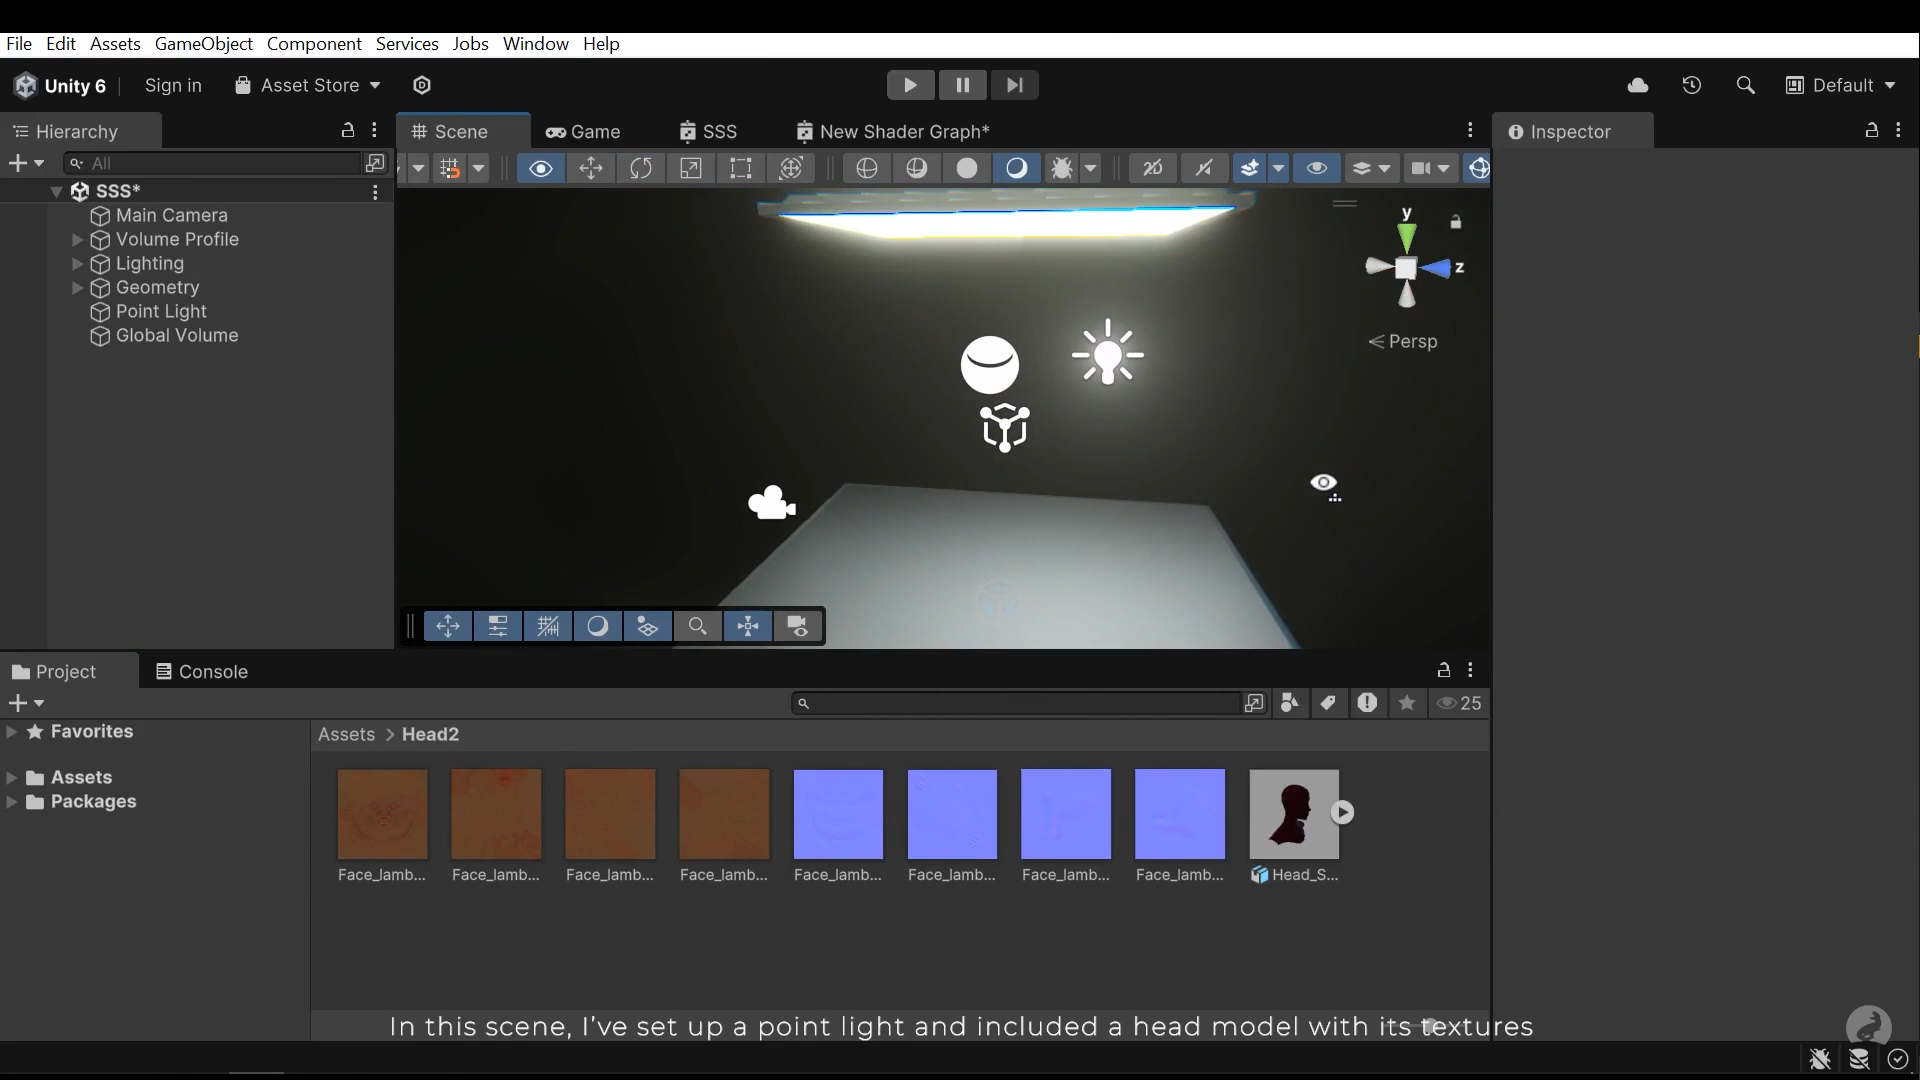 File Edit Assets GameObject Component Services Jobs Window Help
Unity 6 Sign in Asset Store Default
Hierarchy Scene Game SSS New Shader Graph* Inspector
All 2D
SSS*
Main Camera
Volume Profile
Lighting
Geometry
Point Light
Global Volume
y
z
Persp
Project Console
25
Favorites
Assets
Packages
Assets > Head2
Face_lamb... Face_lamb... Face_lamb... Face_lamb... Face_lamb... Face_lamb... Face_lamb... Face_lamb... Head_S...
In this scene, I've set up a point light and included a head model with its textures